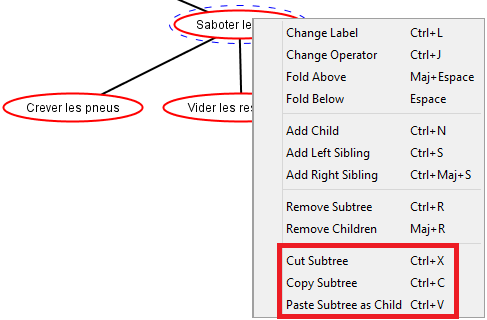 Saboter le
Crever les pneus
Vider les res
Change Label Ctrl+L
Change Operator Ctrl+J
Fold Above Maj+Espace
Fold Below Espace
Add Child Ctrl+N
Add Left Sibling Ctrl+S
Add Right Sibling Ctrl+Maj+S
Remove Subtree Ctrl+R
Remove Children Maj+R
Cut Subtree Ctrl+X
Copy Subtree Ctrl+C
Paste Subtree as Child Ctrl+V